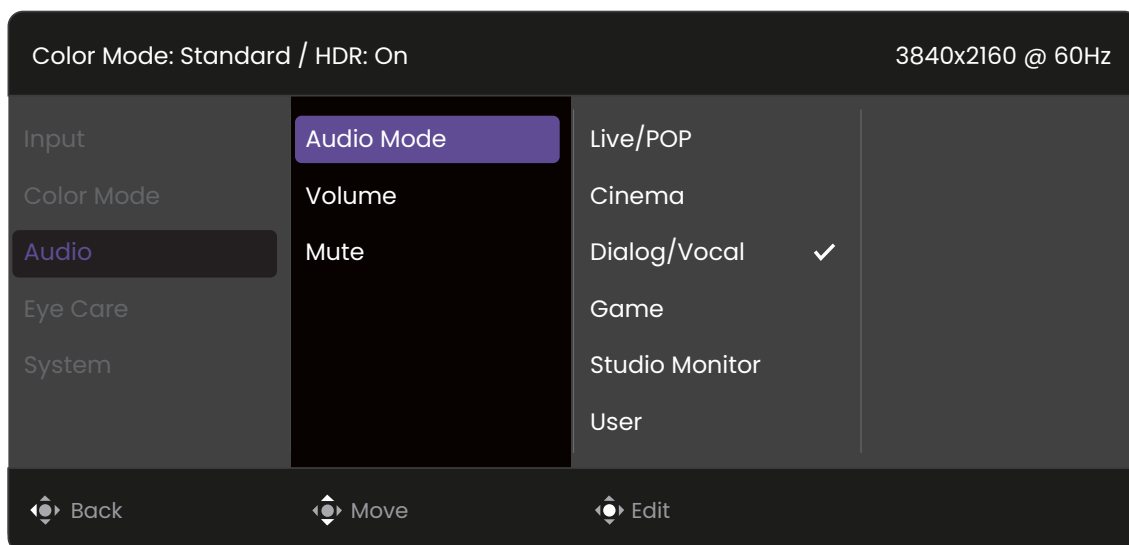 Color Mode: Standard / HDR: On
3840x2160 @ 60Hz
Input
Color Mode
Audio
Eye Care
System
Audio Mode
Volume
Mute
Live/POP
Cinema
Dialog/Vocal
Game
Studio Monitor
User
Back
Move
Edit